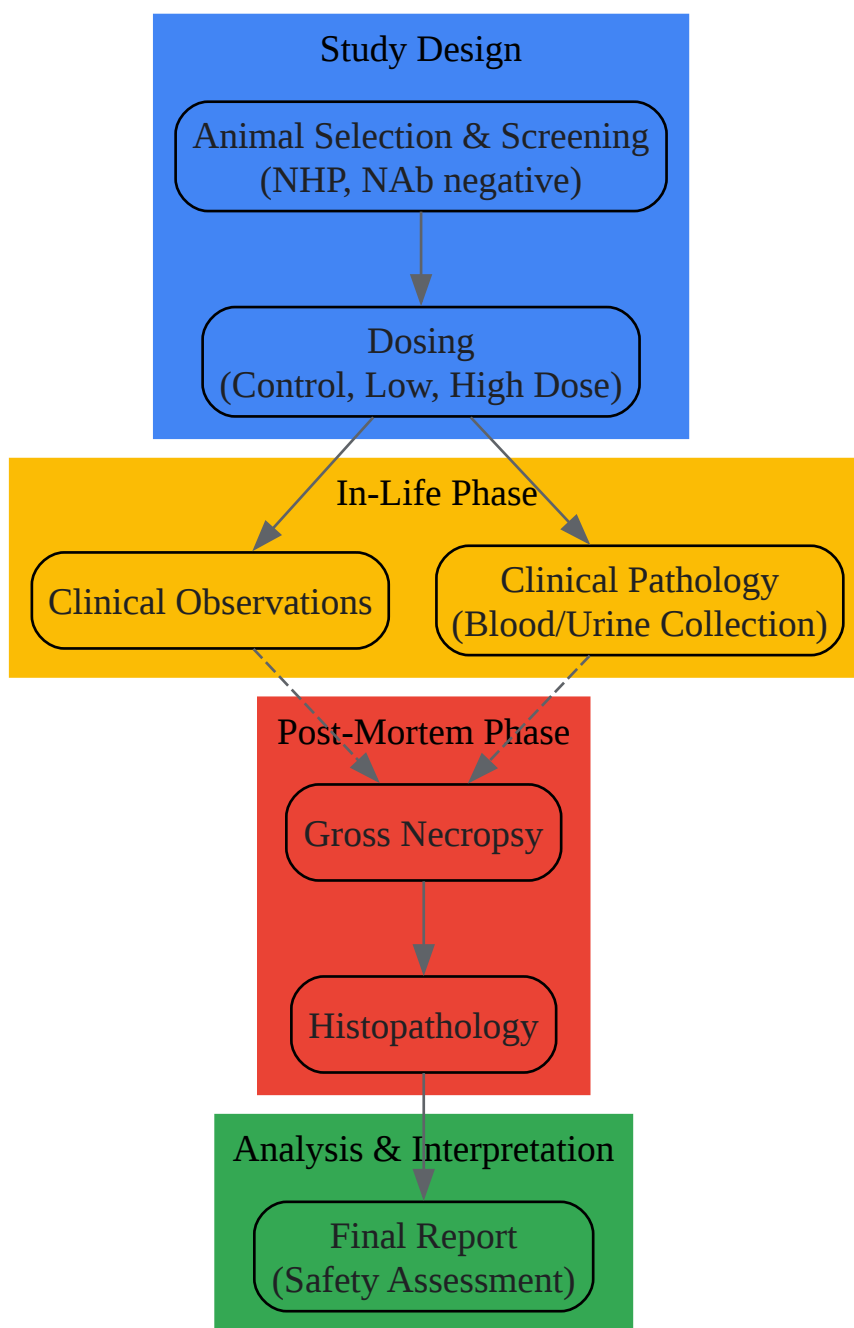 Study Design
Animal Selection & Screening
(NHP, NAb negative)
Dosing
(Control, Low, High Dose)
In-Life Phase
Clinical Observations
Clinical Pathology
(Blood/Urine Collection)
Post-Mortem Phase
Gross Necropsy
Histopathology
Analysis & Interpretation
Final Report
(Safety Assessment)